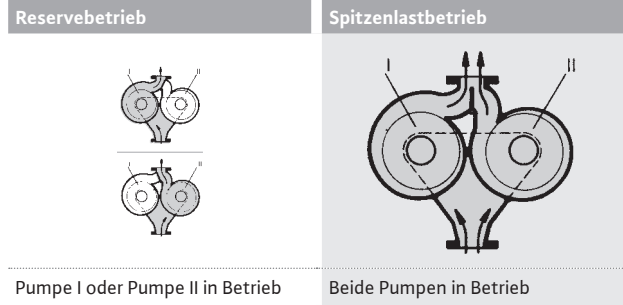 Reservebetrieb
I II
I II
Pumpe I oder Pumpe II in Betrieb
Spitzenlastbetrieb
I II
Beide Pumpen in Betrieb